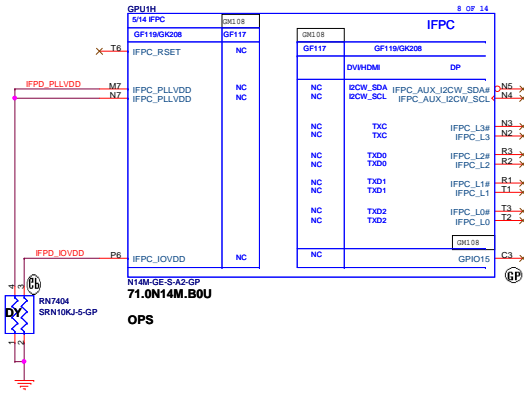 GPU1H
8 OF 14
5/14 IFPC
GM108
IFPC
GF119/GK208
GF117
GM108
GF117
GF119/GK208
T6
IFPC_RSET
NC
DVI/HDMI
DP
IFPD_PLLVDD
M7
IFPC_PLLVDD
NC
NC
I2CW_SDA
IFPC_AUX_I2CW_SDA#
N5
N7
IFPC_PLLVDD
NC
NC
I2CW_SCL
IFPC_AUX_I2CW_SCL
N4
NC
TXC
IFPC_L3#
N3
NC
TXC
IFPC_L3
N2
NC
TXD0
IFPC_L2#
R3
NC
TXD0
IFPC_L2
R2
NC
TXD1
IFPC_L1#
R1
NC
TXD1
IFPC_L1
T1
NC
TXD2
IFPC_L0#
T3
NC
TXD2
IFPC_L0
T2
GM108
IFPD_IOVDD
P6
IFPC_IOVDD
NC
NC
GPIO15
C3
GP
N14M-GE-S-A2-GP
71.0N14M.B0U
OPS
4
3
RN7404
SRN10KJ-5-GP
DY
1
2